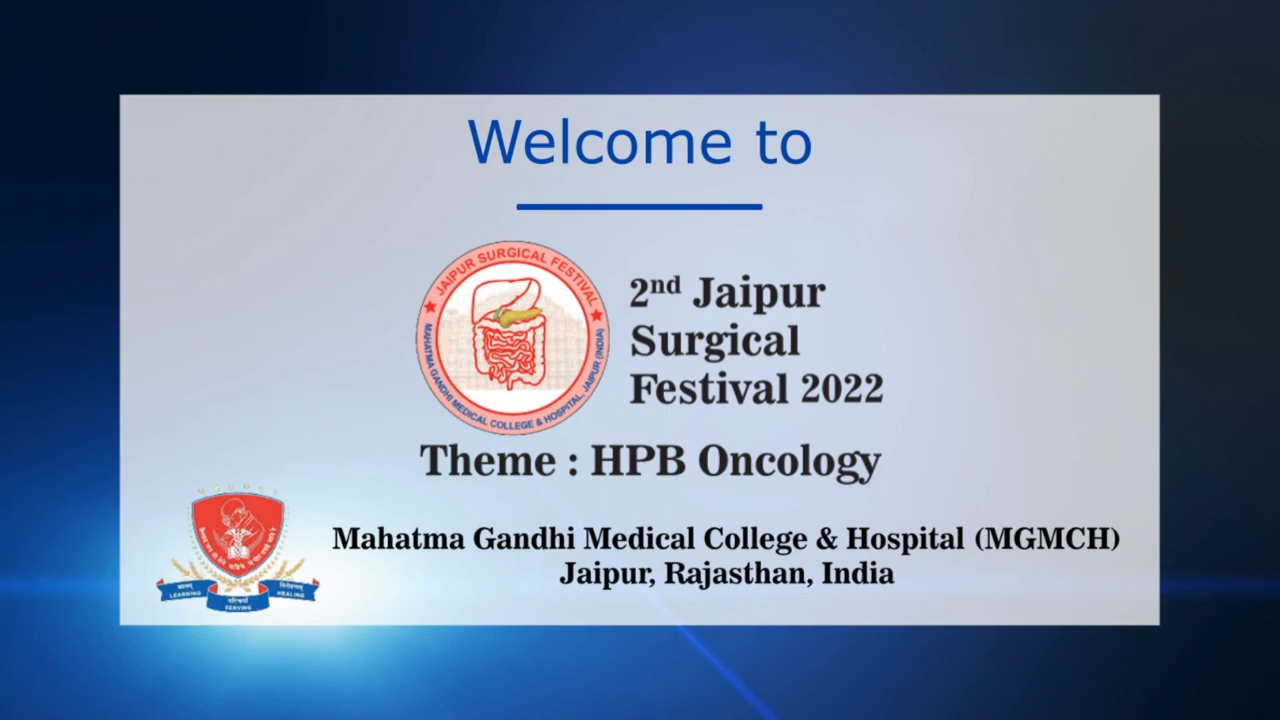 Welcome to
JAIPUR SURGICAL FESTIVAL
MAHATMA GANDHI MEDICAL COLLEGE & HOSPITAL, JAIPUR (INDIA)
2nd Jaipur
Surgical
Festival 2022
Theme : HPB Oncology
Mahatma Gandhi Medical College & Hospital (MGMCH)
Jaipur, Rajasthan, India
LEARNING
SERVING
HEALING